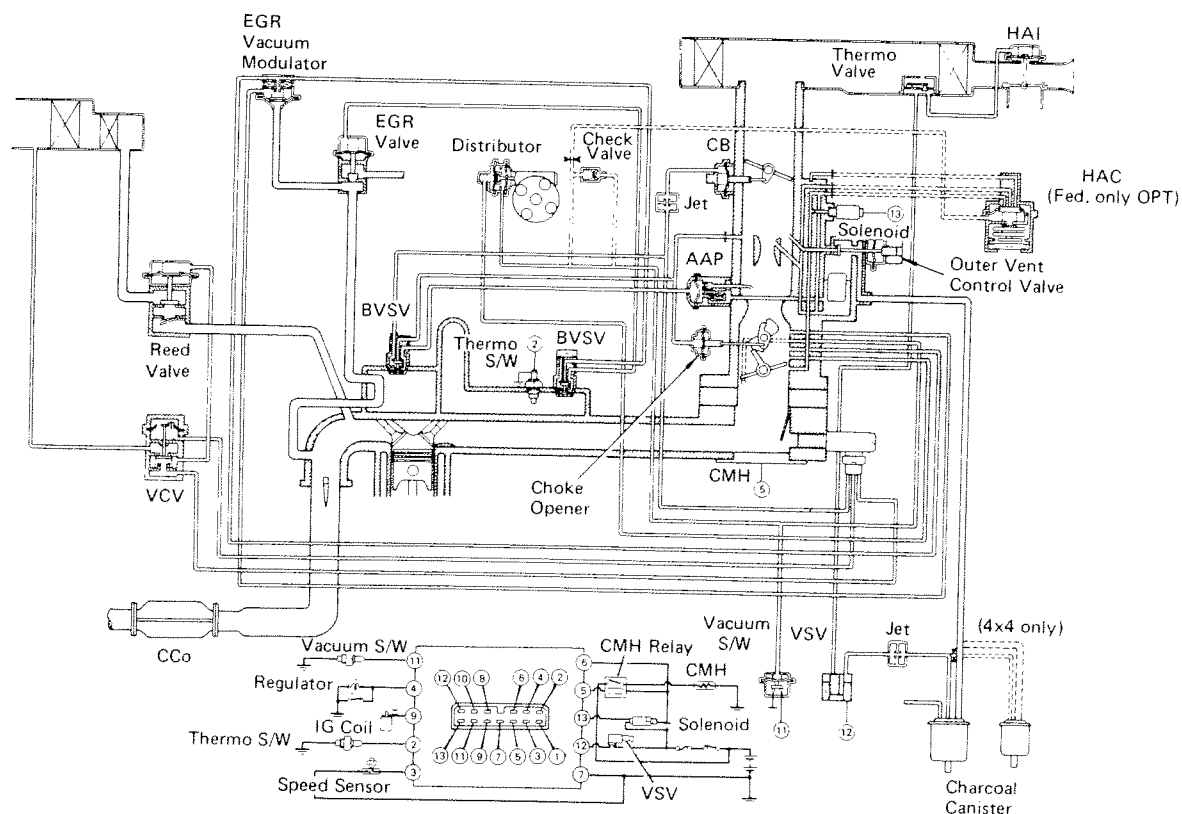 EGR
Vacuum
Modulator
HAI
Thermo
Valve
EGR
Valve
Distributor
Check
Valve
CB
Jet
HAC
(Fed. only OPT)
13
Solenoid
Outer Vent
Control Valve
AAP
BVSV
Thermo
S/W
2
BVSV
Reed
Valve
VCV
Choke
Opener
CMH
5
CCo
Vacuum S/W
11
Regulator
4
9
IG Coil
Thermo S/W
2
3
Speed Sensor
12 10 8 6 4 2
13 11 9 7 5 3 1
6
5
13
12
7
CMH Relay
CMH
Solenoid
VSV
Vacuum
S/W
11
VSV
12
Jet
(4x4 only)
Charcoal
Canister